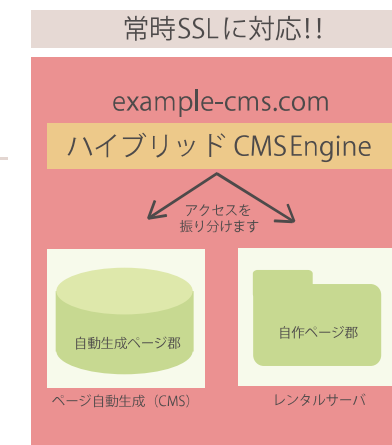 常時SSLに対応!!
example-cms.com
ハイブリッド CMSEngine
アクセスを
振り分けます
自動生成ページ郡
自作ページ郡
ページ自動生成（CMS）
レンタルサーバ